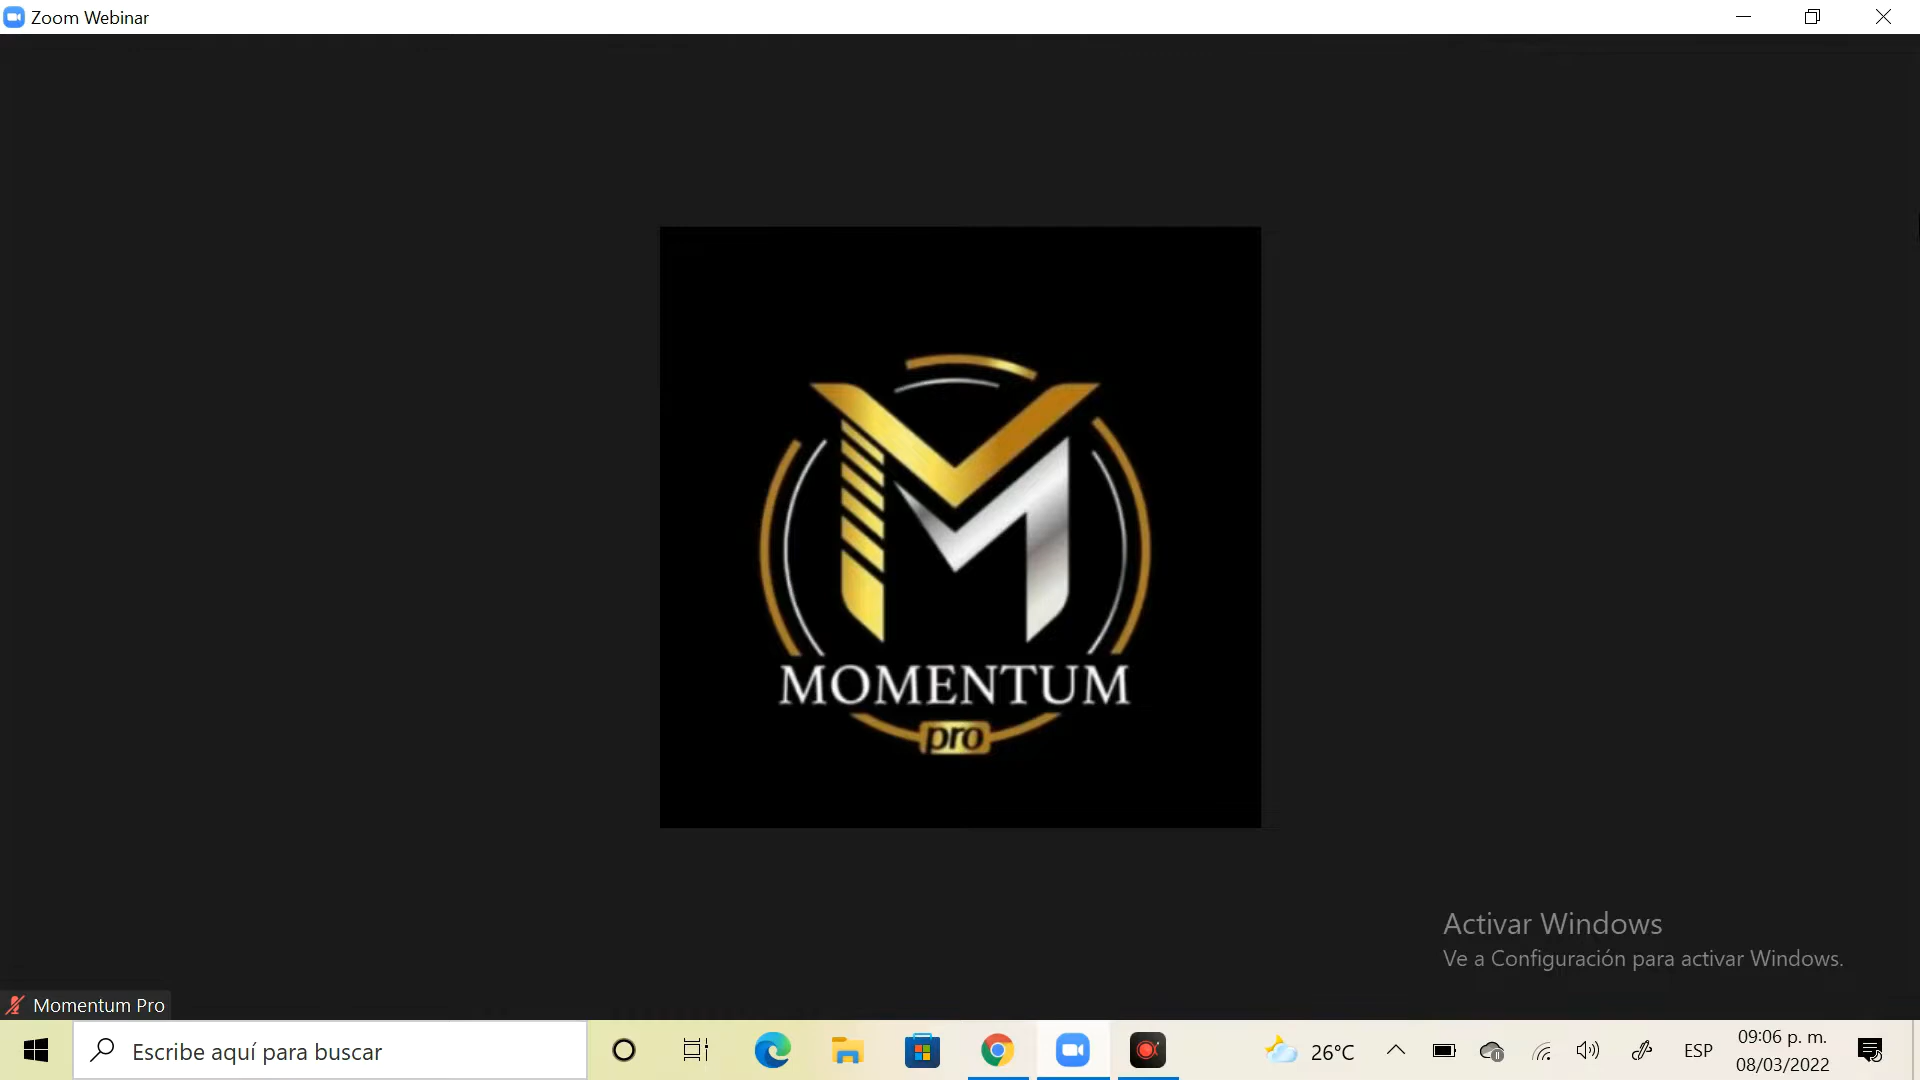 Zoom Webinar
MOMENTUM
pro
Activar Windows
Ve a Configuración para activar Windows.
Momentum Pro
Escribe aquí para buscar
26°C
ESP
09:06 p. m.
08/03/2022